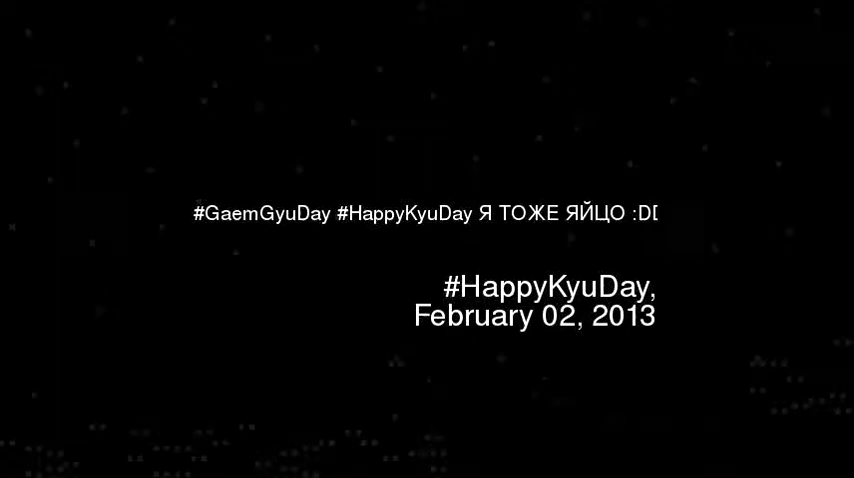 #GaemGyuDay #HappyKyuDay Я ТОЖЕ ЯЙЦО :D
#HappyKyuDay,
February 02, 2013